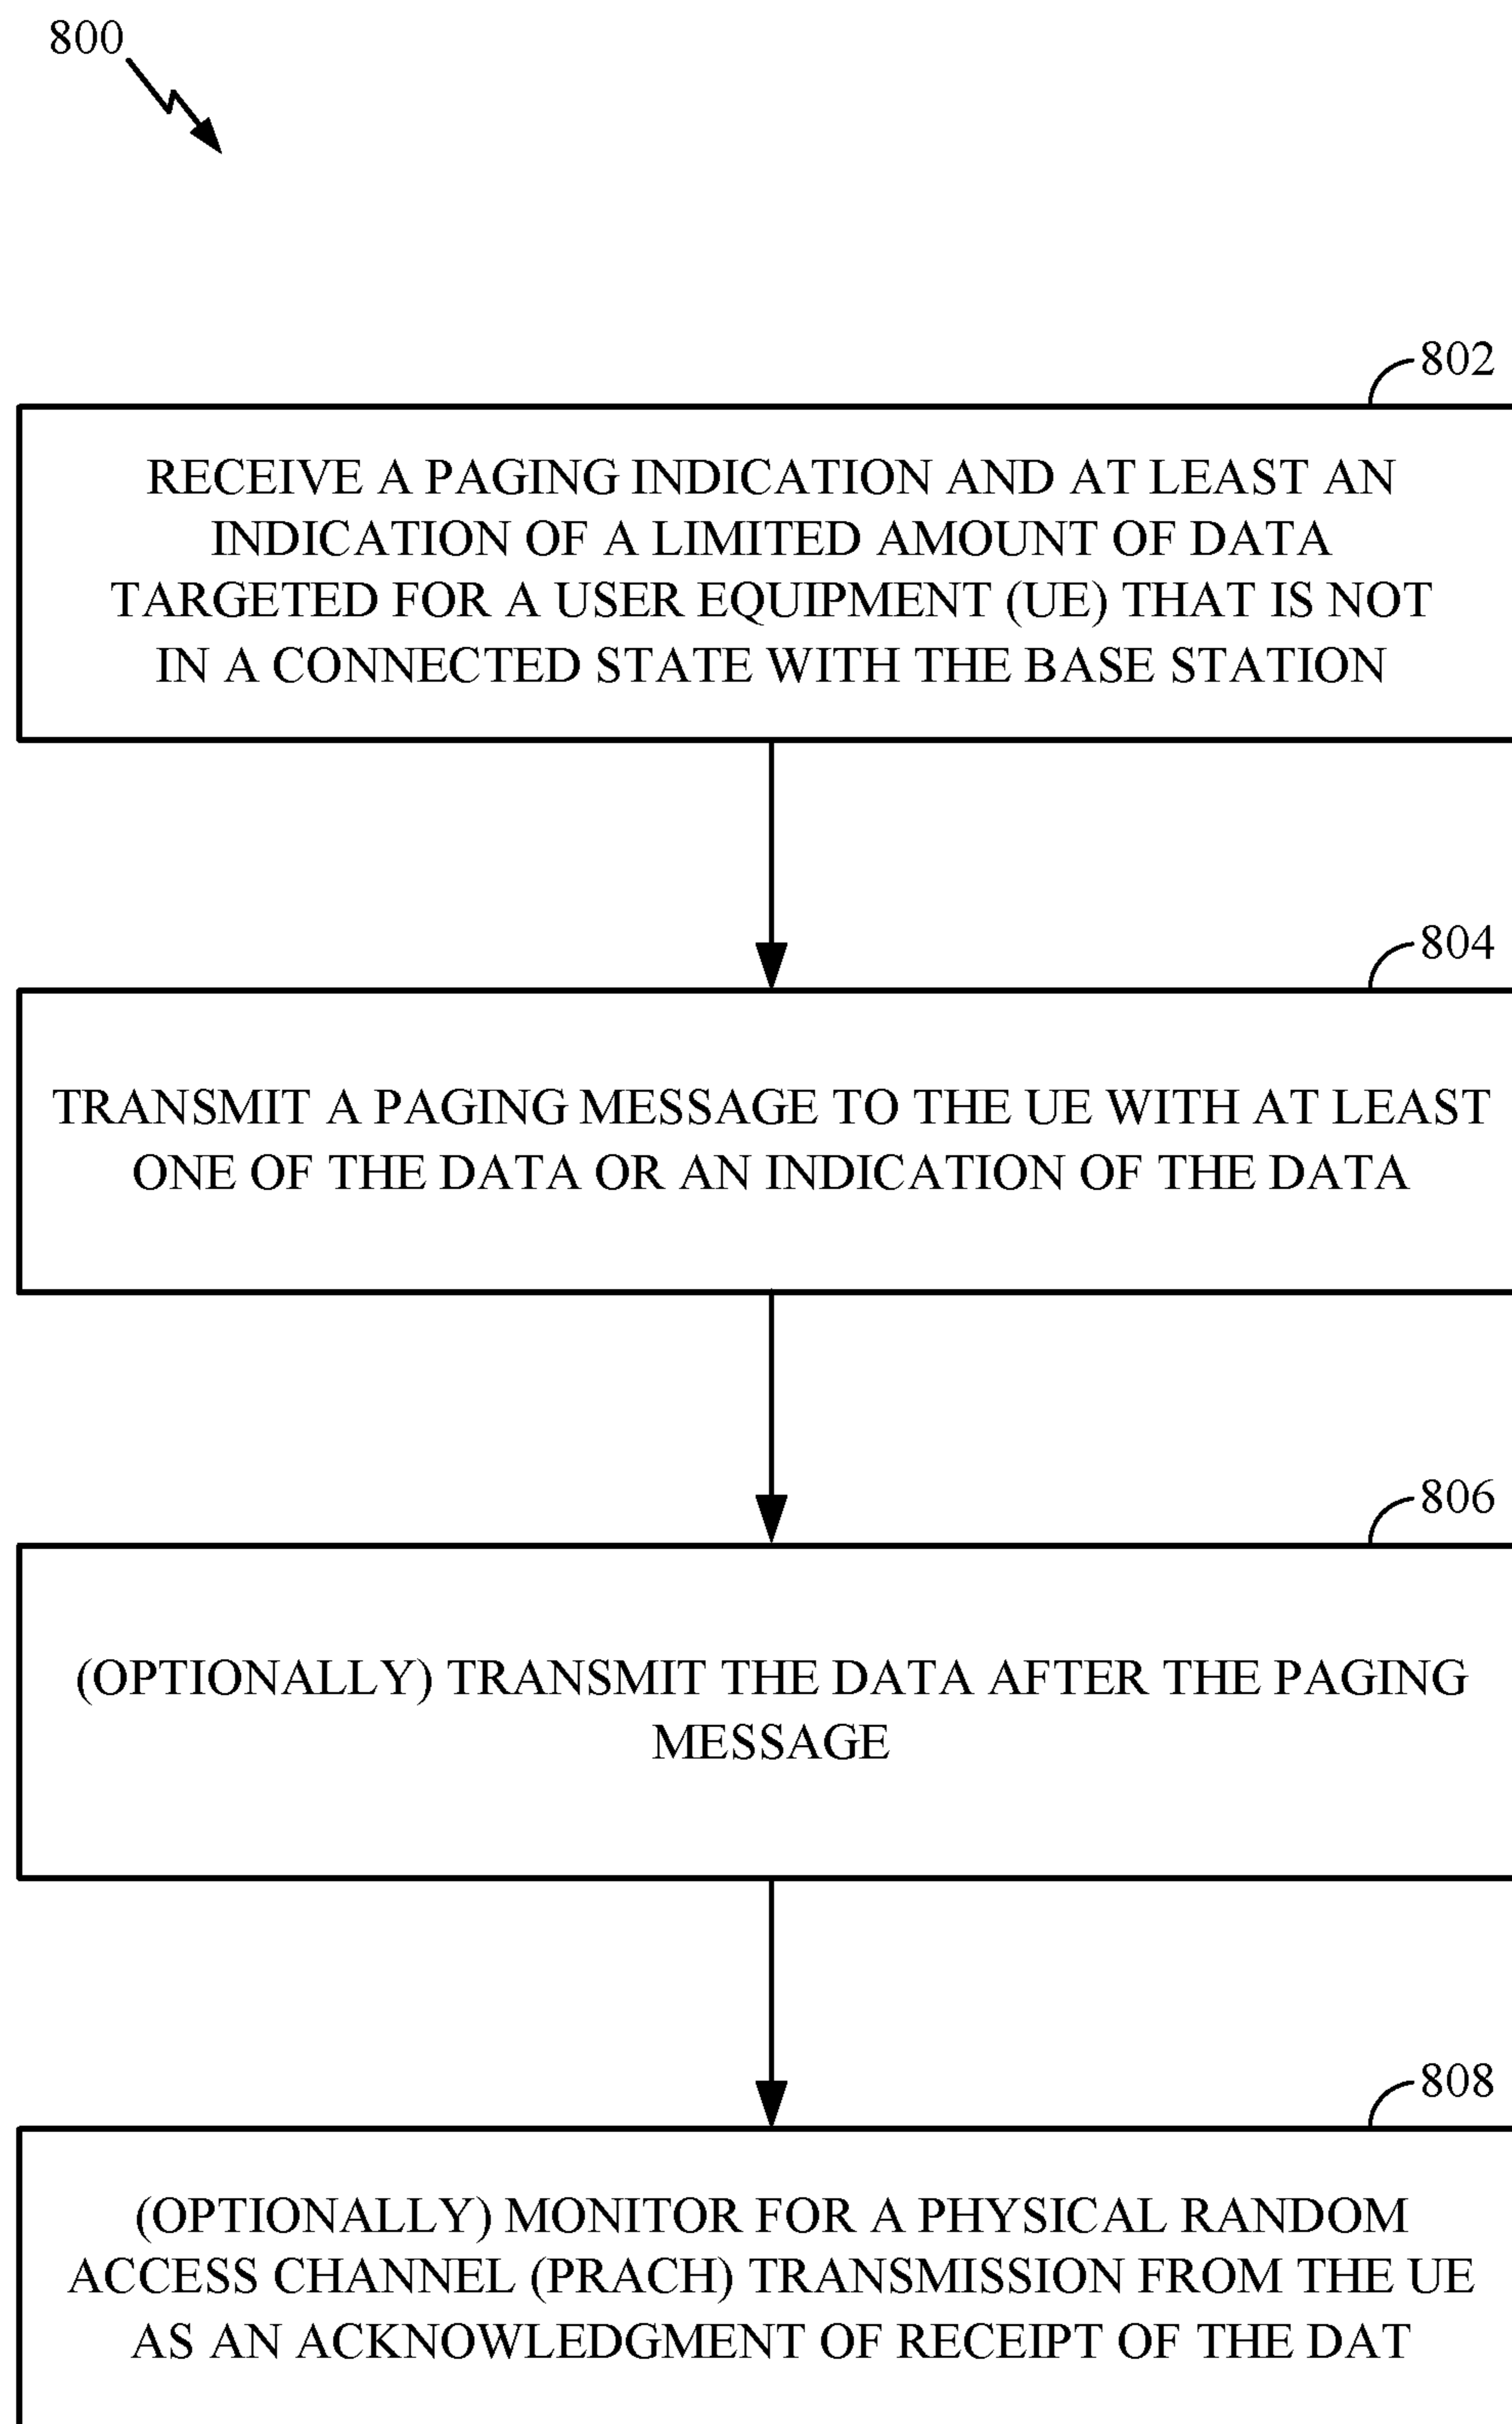 800
802
RECEIVE A PAGING INDICATION AND AT LEAST AN
INDICATION OF A LIMITED AMOUNT OF DATA
TARGETED FOR A USER EQUIPMENT (UE) THAT IS NOT
IN A CONNECTED STATE WITH THE BASE STATION
804
TRANSMIT A PAGING MESSAGE TO THE UE WITH AT LEAST
ONE OF THE DATA OR AN INDICATION OF THE DATA
806
(OPTIONALLY) TRANSMIT THE DATA AFTER THE PAGING
MESSAGE
808
(OPTIONALLY) MONITOR FOR A PHYSICAL RANDOM
ACCESS CHANNEL (PRACH) TRANSMISSION FROM THE UE
AS AN ACKNOWLEDGMENT OF RECEIPT OF THE DAT